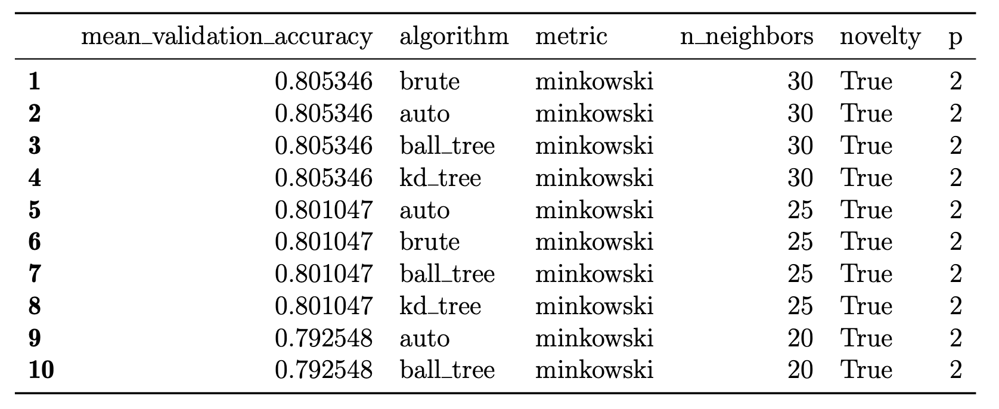 mean_validation_accuracy algorithm metric n_neighbors novelty p
1 0.805346 brute minkowski 30 True 2
2 0.805346 auto minkowski 30 True 2
3 0.805346 ball_tree minkowski 30 True 2
4 0.805346 kd_tree minkowski 30 True 2
5 0.801047 auto minkowski 25 True 2
6 0.801047 brute minkowski 25 True 2
7 0.801047 ball_tree minkowski 25 True 2
8 0.801047 kd_tree minkowski 25 True 2
9 0.792548 auto minkowski 20 True 2
10 0.792548 ball_tree minkowski 20 True 2